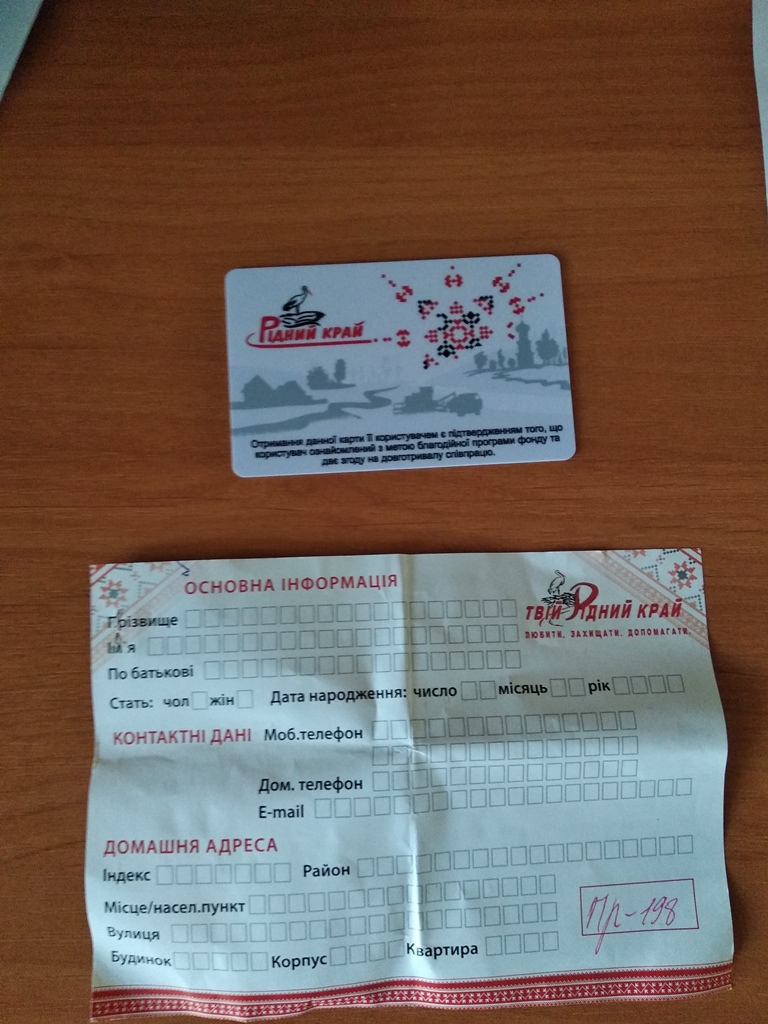 Рідний край
Отримання данної карти її користувачем є підтвердженням того, що
користувач ознайомлений з метою благодійної програми фонду та
дає згоду на довготривалу співпрацю.
ОСНОВНА ІНФОРМАЦІЯ
ТВІЙ РІДНИЙ КРАЙ
ЛЮБИТИ. ЗАХИЩАТИ. ДОПОМАГАТИ.
Прізвище
Ім'я
По батькові
Стать: чол жін Дата народження: число місяць рік
КОНТАКТНІ ДАНІ Моб.телефон
Дом. телефон
E-mail
ДОМАШНЯ АДРЕСА
Індекс Район
Місце/насел.пункт
Вулиця
Будинок Корпус Квартира
Пр-198